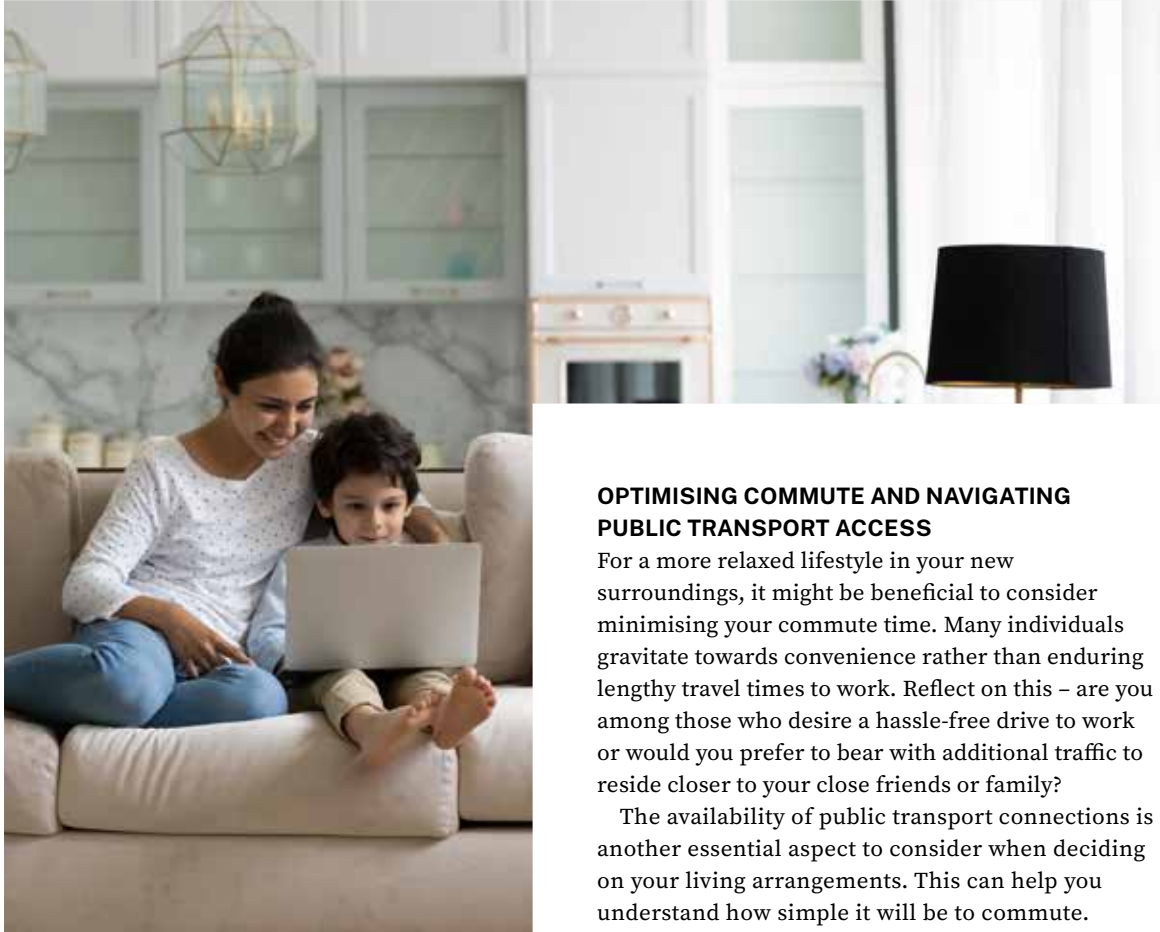 OPTIMISING COMMUTE AND NAVIGATING
PUBLIC TRANSPORT ACCESS
For a more relaxed lifestyle in your new
surroundings, it might be beneficial to consider
minimising your commute time. Many individuals
gravitate towards convenience rather than enduring
lengthy travel times to work. Reflect on this – are you
among those who desire a hassle-free drive to work
or would you prefer to bear with additional traffic to
reside closer to your close friends or family?
The availability of public transport connections is
another essential aspect to consider when deciding
on your living arrangements. This can help you
understand how simple it will be to commute.